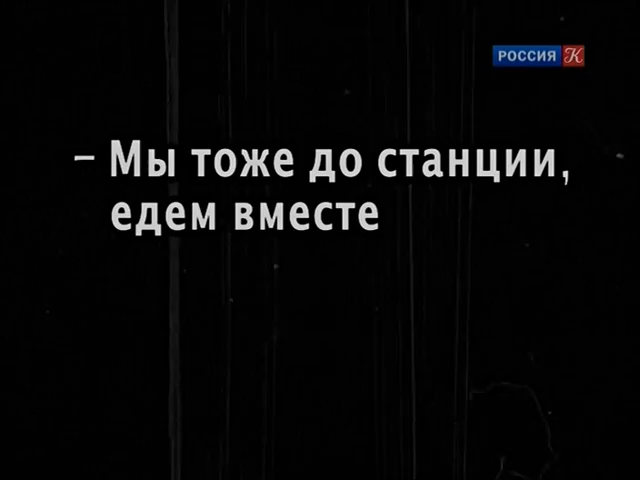 РОССИЯ К
– Мы тоже до станции,
едем вместе